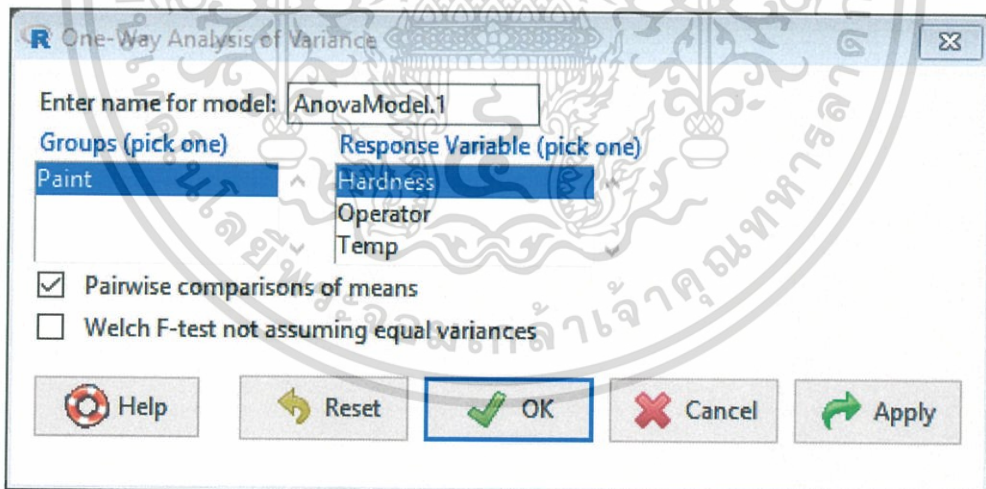 R One-Way Analysis of Variance
Enter name for model: AnovaModel.1
Groups (pick one)
Paint
Response Variable (pick one)
Hardness
Operator
Temp
Pairwise comparisons of means
Welch F-test not assuming equal variances
Help
Reset
OK
Cancel
Apply